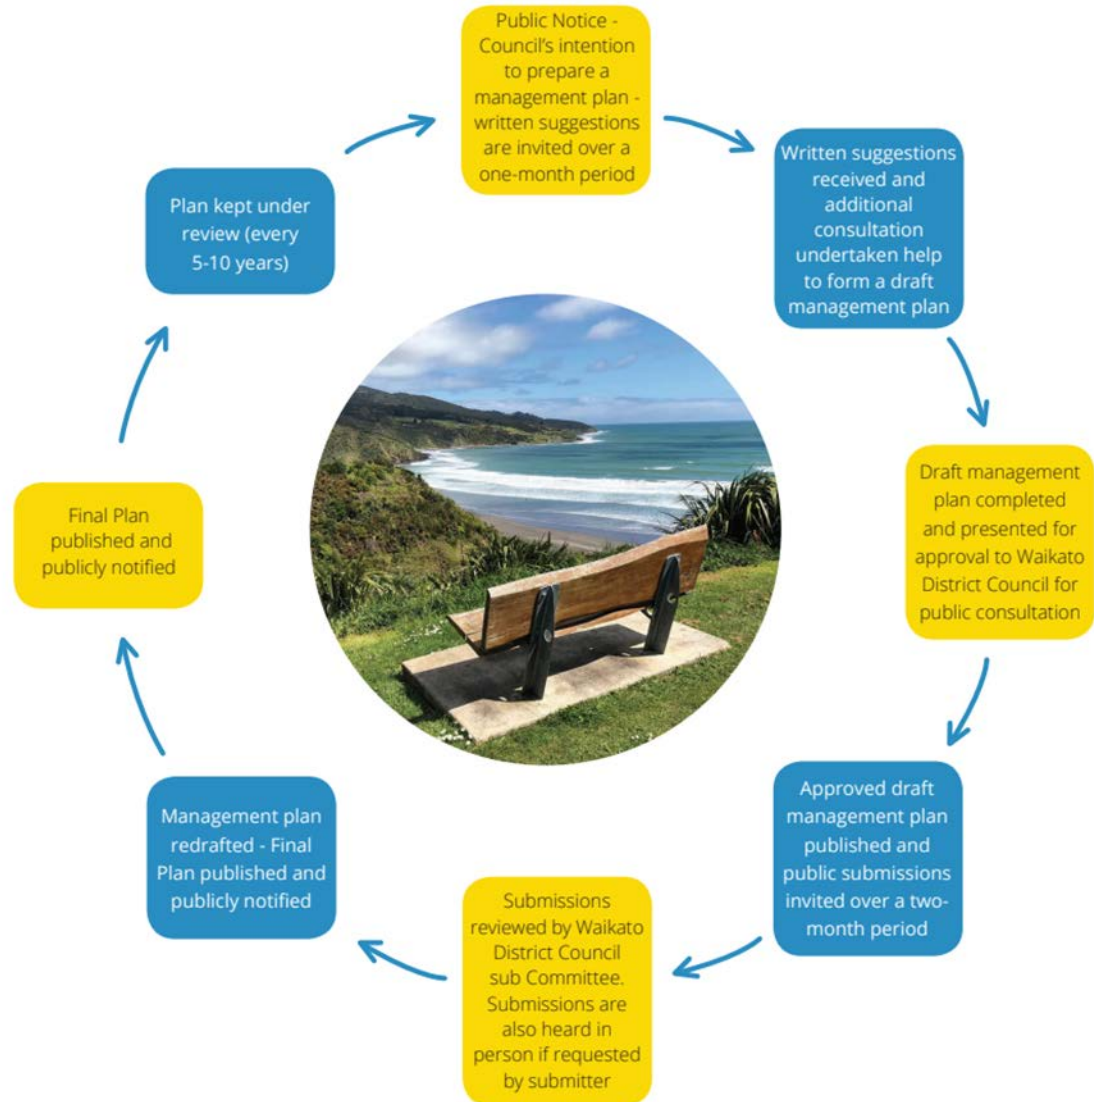 Public Notice -
Council's intention
to prepare a
management plan -
written suggestions
are invited over a
one-month period
Written suggestions
received and
additional
consultation
undertaken help
to form a draft
management plan
Draft management
plan completed
and presented for
approval to Waikato
District Council for
public consultation
Approved draft
management plan
published and
public submissions
invited over a two-
month period
Submissions
reviewed by Waikato
District Council
sub Committee.
Submissions are
also heard in
person if requested
by submitter
Management plan
redrafted - Final
Plan published and
publicly notified
Final Plan
published and
publicly notified
Plan kept under
review (every
5-10 years)